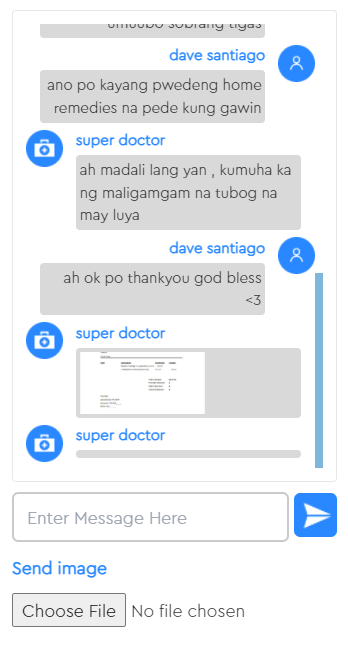 umuubo sobrang tigas
dave santiago
ano po kayang pwedeng home
remedies na pede kung gawin
super doctor
ah madali lang yan , kumuha ka
ng maligamgam na tubog na
may luya
dave santiago
ah ok po thankyou god bless
<3
super doctor
super doctor
Enter Message Here
Send image
Choose File No file chosen